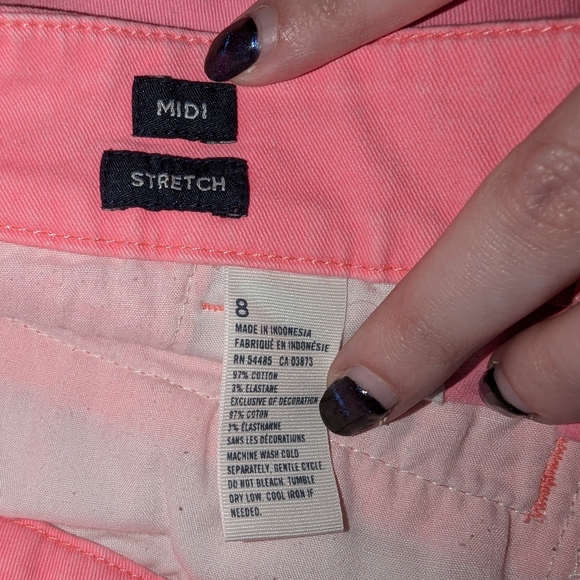 MIDI
STRETCH
8
MADE IN INDONESIA
FABRIQUÉ EN INDONÉSIE
RN 54485 CA 03873
97% COTTON
3% ELASTANE
EXCLUSIVE OF DECORATION
97% COTON
3% ÉLASTHANNE
SANS LES DÉCORATIONS
MACHINE WASH COLD
SEPARATELY, GENTLE CYCLE
DO NOT BLEACH. TUMBLE
DRY LOW. COOL IRON IF
NEEDED.